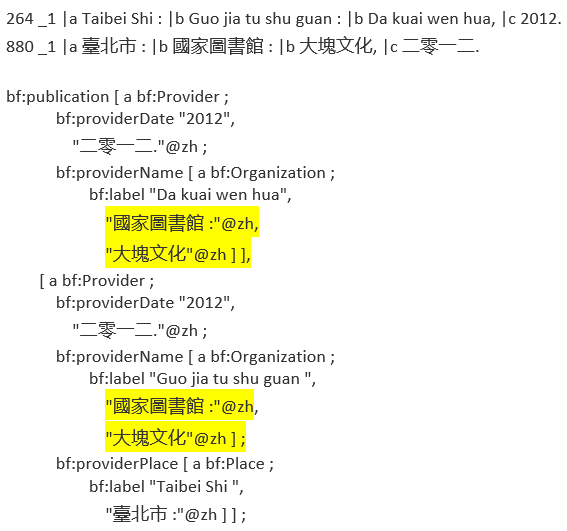 264 _1 |a Taibei Shi : |b Guo jia tu shu guan : |b Da kuai wen hua, |c 2012.
880 _1 |a 臺北市 : |b 國家圖書館 : |b 大塊文化, |c 二零一二.
bf:publication [ a bf:Provider ;
bf:providerDate "2012",
"二零一二."@zh ;
bf:providerName [ a bf:Organization ;
bf:label "Da kuai wen hua",
"國家圖書館 :"@zh,
"大塊文化"@zh ] ],
[ a bf:Provider ;
bf:providerDate "2012",
"二零一二."@zh ;
bf:providerName [ a bf:Organization ;
bf:label "Guo jia tu shu guan ",
"國家圖書館 :"@zh,
"大塊文化"@zh ] ;
bf:providerPlace [ a bf:Place ;
bf:label "Taibei Shi ",
"臺北市 :"@zh ] ] ;